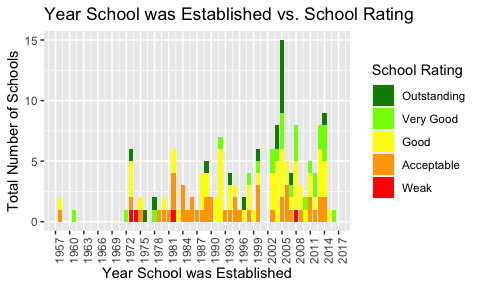 Year School was Established vs. School Rating
Total Number of Schools
15
10
5
0
1957
1960
1963
1966
1969
1972
1975
1978
1981
1984
1987
1990
1993
1996
1999
2002
2005
2008
2011
2014
2017
Year School was Established
School Rating
Outstanding
Very Good
Good
Acceptable
Weak